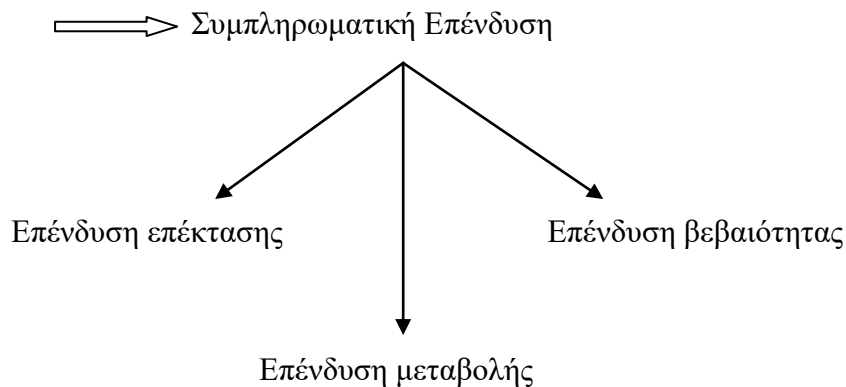 Συμπληρωματική Επένδυση
Επένδυση επέκτασης
Επένδυση βεβαιότητας
Επένδυση μεταβολής